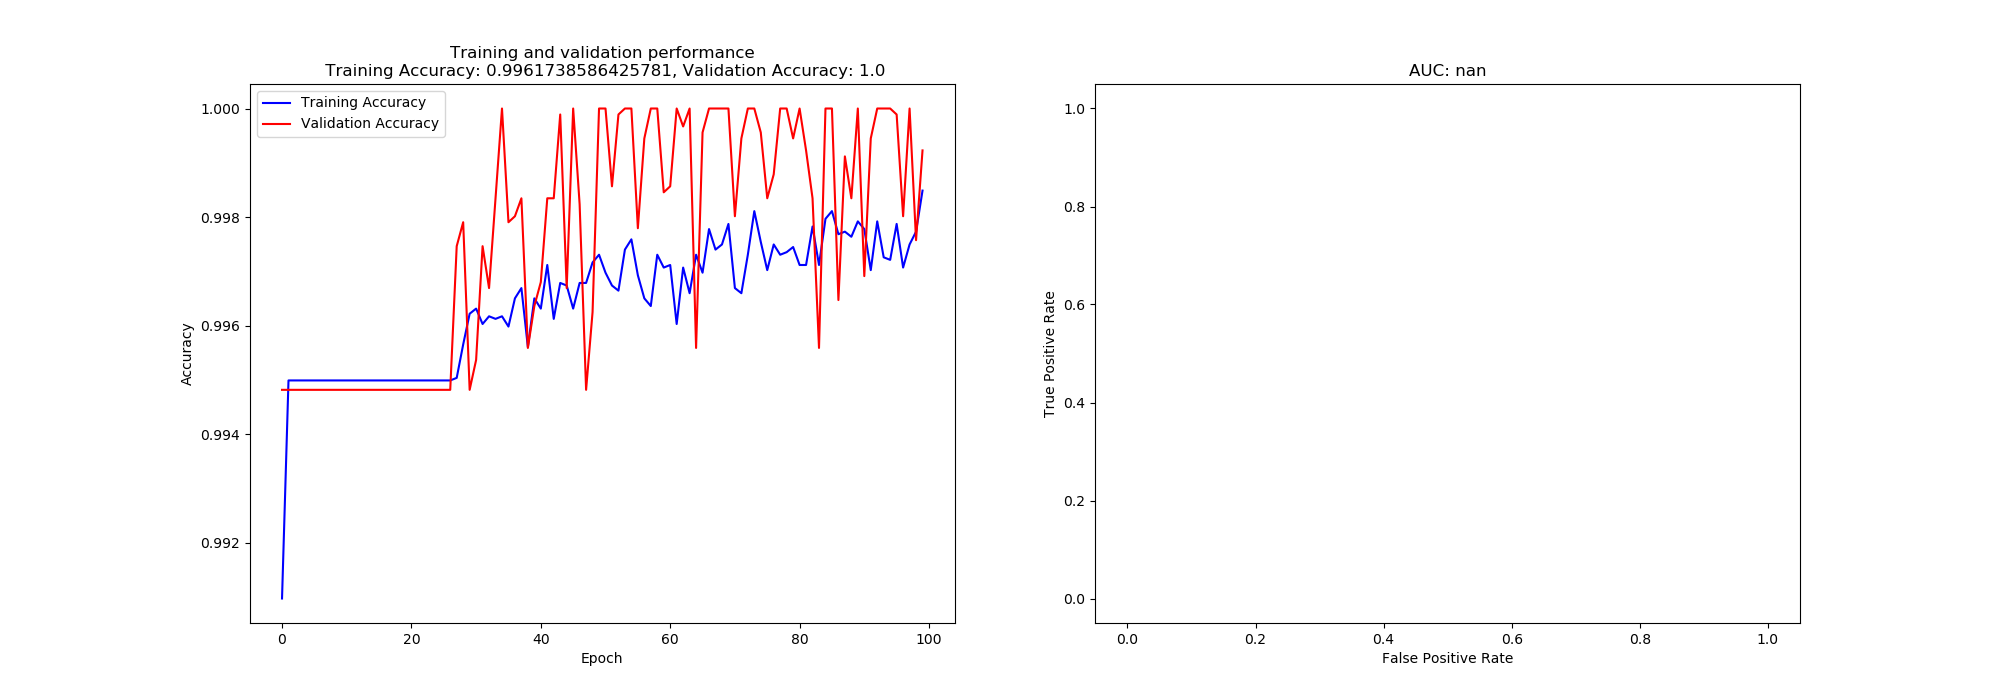 Training and validation performance
Training Accuracy: 0.9961738586425781, Validation Accuracy: 1.0
Training Accuracy
Validation Accuracy
1.000
0.998
0.996
0.994
0.992
Accuracy
0
20
40
60
80
100
Epoch
AUC: nan
1.0
0.8
0.6
0.4
0.2
0.0
True Positive Rate
0.0
0.2
0.4
0.6
0.8
1.0
False Positive Rate